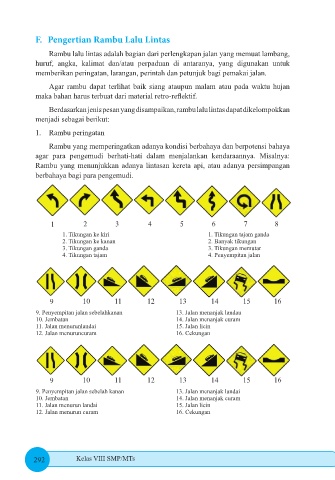 F. Pengertian Rambu Lalu Lintas
Rambu lalu lintas adalah bagian dari perlengkapan jalan yang memuat lambang,
huruf, angka, kalimat dan/atau perpaduan di antaranya, yang digunakan untuk
memberikan peringatan, larangan, perintah dan petunjuk bagi pemakai jalan.
Agar rambu dapat terlihat baik siang ataupun malam atau pada waktu hujan
maka bahan harus terbuat dari material retro-reflektif.
Berdasarkan jenis pesan yang disampaikan, rambu lalu lintas dapat dikelompokkan
menjadi sebagai berikut:
1. Rambu peringatan
Rambu yang memperingatkan adanya kondisi berbahaya dan berpotensi bahaya
agar para pengemudi berhati-hati dalam menjalankan kendaraannya. Misalnya:
Rambu yang menunjukkan adanya lintasan kereta api, atau adanya persimpangan
berbahaya bagi para pengemudi.
1 2 3 4 5 6 7 8
1. Tikungan ke kiri
2. Tikungan ke kanan
3. Tikungan ganda
4. Tikungan tajam
1. Tikungan tajam ganda
2. Banyak tikungan
3. Tikungan memutar
4. Penyempitan jalan
9 10 11 12 13 14 15 16
9. Penyempitan jalan sebelahkanan
10. Jembatan
11. Jalan menurunlandai
12. Jalan menuruncuram
13. Jalan menanjak landau
14. Jalan menanjak curam
15. Jalan licin
16. Cekungan
9 10 11 12 13 14 15 16
9. Penyempitan jalan sebelah kanan
10. Jembatan
11. Jalan menurun landai
12. Jalan menurun curam
13. Jalan menanjak landai
14. Jalan menanjak curam
15. Jalan licin
16. Cekungan
292 Kelas VIII SMP/MTs